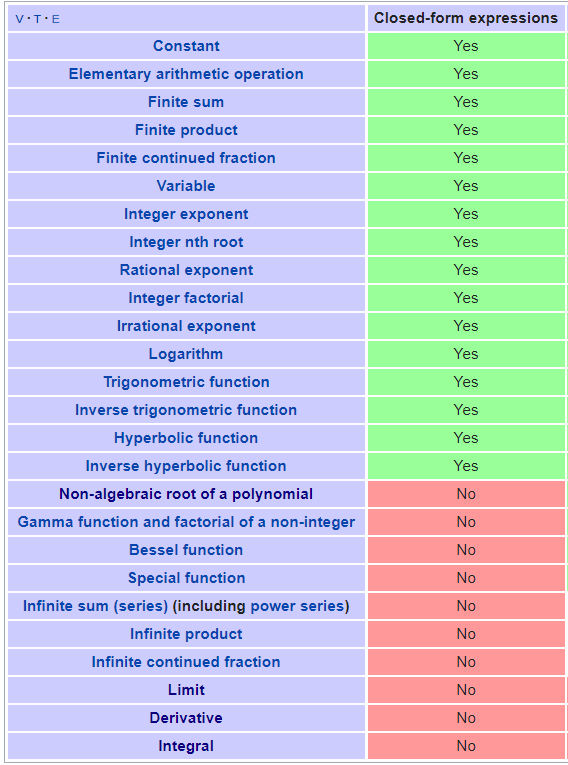 V·T·E Closed-form expressions
Constant Yes
Elementary arithmetic operation Yes
Finite sum Yes
Finite product Yes
Finite continued fraction Yes
Variable Yes
Integer exponent Yes
Integer nth root Yes
Rational exponent Yes
Integer factorial Yes
Irrational exponent Yes
Logarithm Yes
Trigonometric function Yes
Inverse trigonometric function Yes
Hyperbolic function Yes
Inverse hyperbolic function Yes
Non-algebraic root of a polynomial No
Gamma function and factorial of a non-integer No
Bessel function No
Special function No
Infinite sum (series) (including power series) No
Infinite product No
Infinite continued fraction No
Limit No
Derivative No
Integral No